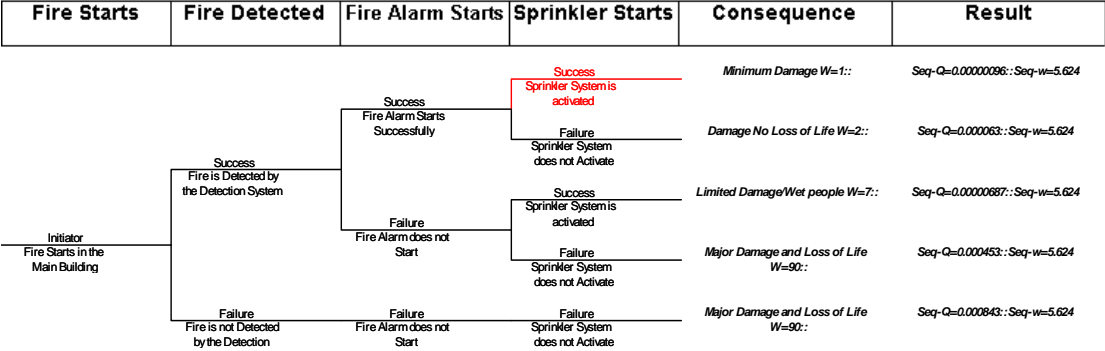 Fire Starts
Fire Detected
Fire Alarm Starts
Sprinkler Starts
Consequence
Result
Success
Sprinkler System is
activated
Minimum Damage W=1::
Seq-Q=0.00000096::Seq-w=5.624
Success
Fire Alarm Starts
Successfully
Failure
Sprinkler System
does not Activate
Damage No Loss of Life W=2::
Seq-Q=0.000063::Seq-w=5.624
Success
Fire is Detected by
the Detection System
Success
Sprinkler System is
activated
Limited Damage/Wet people W=7::
Seq-Q=0.00000687::Seq-w=5.624
Failure
Fire Alarm does not
Start
Initiator
Fire Starts in the
Main Building
Failure
Sprinkler System
does not Activate
Major Damage and Loss of Life
W=90::
Seq-Q=0.000453::Seq-w=5.624
Failure
Fire is not Detected
by the Detection
Failure
Fire Alarm does not
Start
Failure
Sprinkler System
does not Activate
Major Damage and Loss of Life
W=90::
Seq-Q=0.000843::Seq-w=5.624